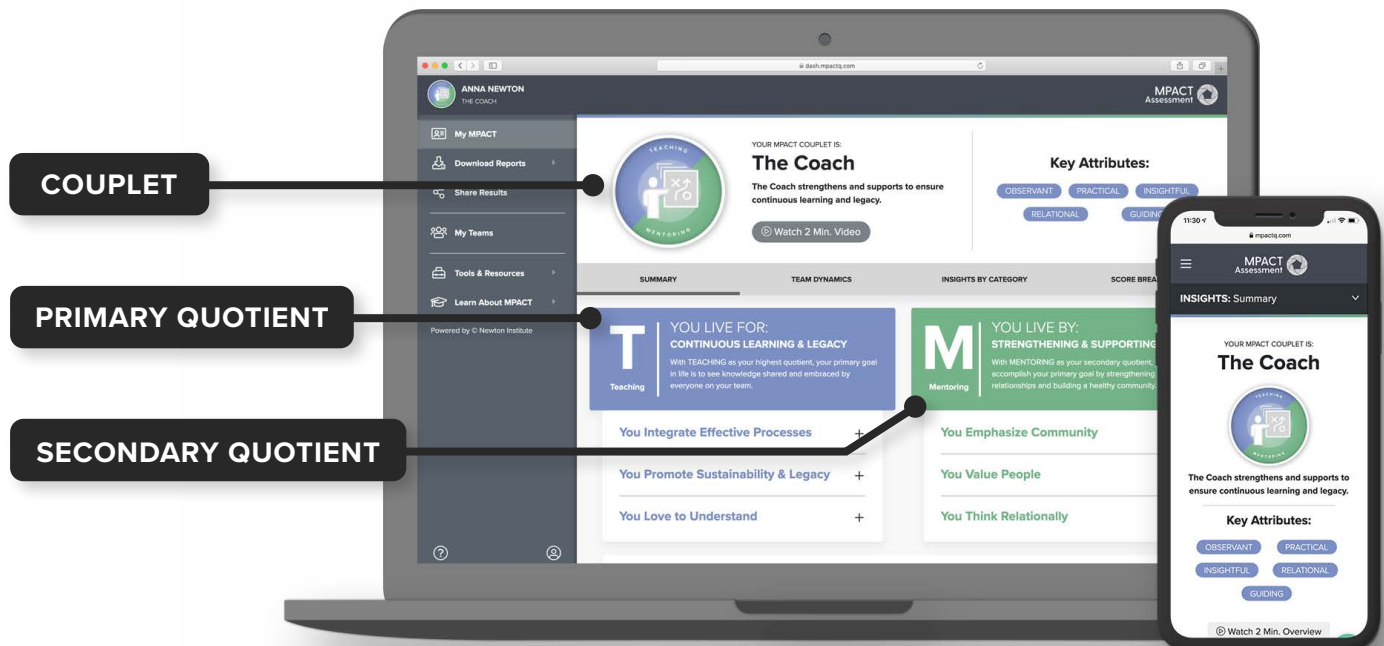 COUPLET
PRIMARY QUOTIENT
SECONDARY QUOTIENT
dash.mpactq.com
ANNA NEWTON
THE COACH
MPACT
Assessment
My MPACT
Download Reports
Share Results
My Teams
Tools & Resources
Learn About MPACT
Powered by © Newton Institute
TEACHING
MENTORING
YOUR MPACT COUPLET IS:
The Coach
The Coach strengthens and supports to ensure
continuous learning and legacy.
Watch 2 Min. Video
Key Attributes:
OBSERVANT PRACTICAL INSIGHTFUL
RELATIONAL GUIDING
SUMMARY TEAM DYNAMICS INSIGHTS BY CATEGORY SCORE BREA
T
Teaching
YOU LIVE FOR:
CONTINUOUS LEARNING & LEGACY
With TEACHING as your highest quotient, your primary goal
in life is to see knowledge shared and embraced by
everyone on your team.
You Integrate Effective Processes +
You Promote Sustainability & Legacy +
You Love to Understand +
M
Mentoring
YOU LIVE BY:
STRENGTHENING & SUPPORTING
With MENTORING as your secondary quotient,
accomplish your primary goal by strengthening
relationships and building a healthy community.
You Emphasize Community
You Value People
You Think Relationally
11:30
mpactq.com
MPACT
Assessment
INSIGHTS: Summary
YOUR MPACT COUPLET IS:
The Coach
TEACHING
MENTORING
The Coach strengthens and supports to
ensure continuous learning and legacy.
Key Attributes:
OBSERVANT PRACTICAL
INSIGHTFUL RELATIONAL
GUIDING
Watch 2 Min. Overview